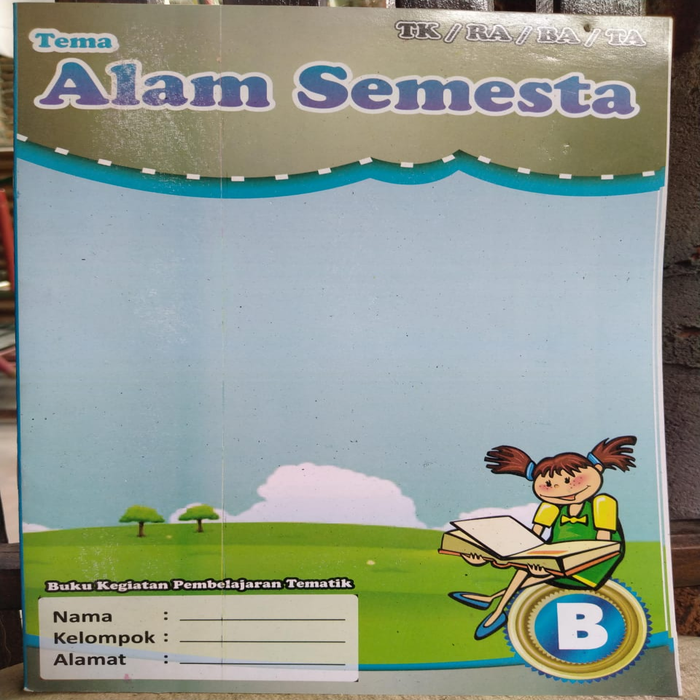 TK / RA / BA / TA
Tema
Alam Semesta
Buku Kegiatan Pembelajaran Tematik
Nama :
Kelompok :
Alamat :
B